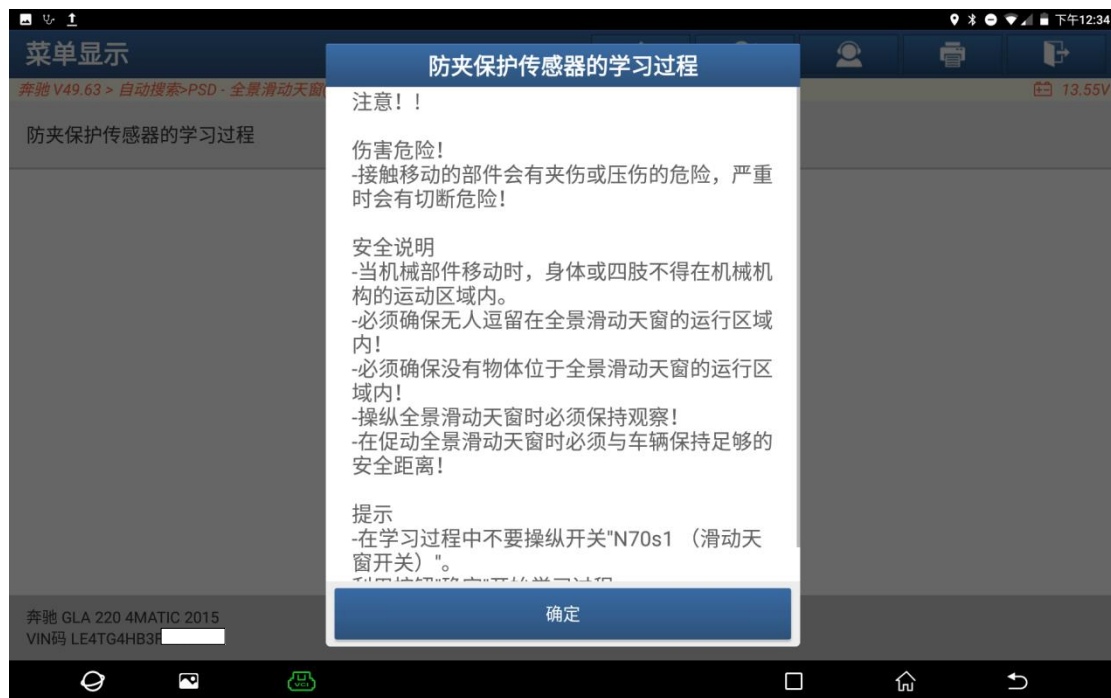 下午12:34
菜单显示
奔驰 V49.63 > 自动搜索>PSD - 全景滑动天窗
13.55V
防夹保护传感器的学习过程
防夹保护传感器的学习过程
注意！!
伤害危险！
-接触移动的部件会有夹伤或压伤的危险，严重
时会有切断危险！
安全说明
-当机械部件移动时，身体或四肢不得在机械机
构的运动区域内。
-必须确保无人逗留在全景滑动天窗的运行区域
内！
-必须确保没有物体位于全景滑动天窗的运行区
域内！
-操纵全景滑动天窗时必须保持观察！
-在促动全景滑动天窗时必须与车辆保持足够的
安全距离！
提示
-在学习过程中不要操纵开关"N70s1 （滑动天
窗开关）"。
确定
奔驰 GLA 220 4MATIC 2015
VIN码 LE4TG4HB3F
VCI